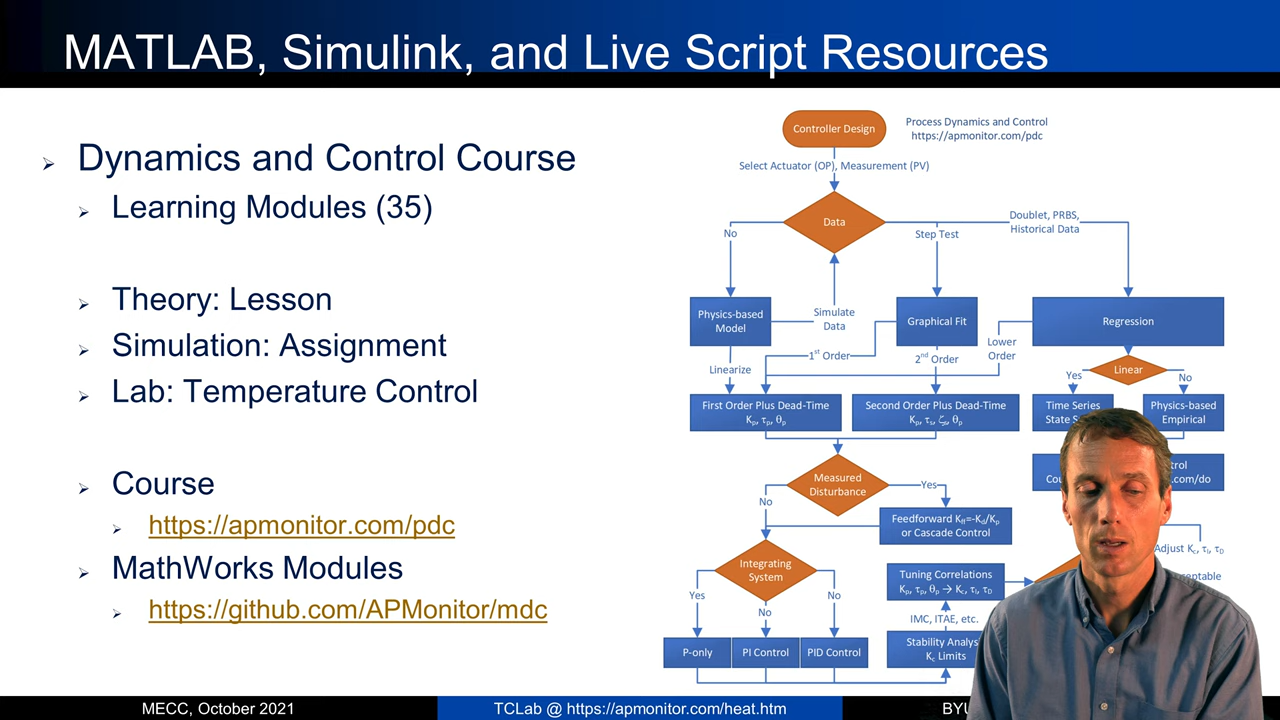 MATLAB, Simulink, and Live Script Resources
Dynamics and Control Course
Learning Modules (35)
Theory: Lesson
Simulation: Assignment
Lab: Temperature Control
Course
https://apmonitor.com/pdc
MathWorks Modules
https://github.com/APMonitor/mdc
Controller Design
Process Dynamics and Control
https://apmonitor.com/pdc
Select Actuator (OP), Measurement (PV)
Data
No
Step Test
Doublet, PRBS,
Historical Data
Physics-based
Model
Simulate
Data
Graphical Fit
Regression
Linearize
1st Order
2nd Order
Lower
Order
Linear
Yes
No
First Order Plus Dead-Time
Kp, τp, θp
Second Order Plus Dead-Time
Kp, τs, ζs, θp
Time Series
State
Physics-based
Empirical
Measured
Disturbance
Yes
No
Feedforward Kff=-Kd/Kp
or Cascade Control
Integrating
System
Yes
No
No
Tuning Correlations
Kp, τp, θp → Kc, τI, τD
Adjust Kc, τI, τD
IMC, ITAE, etc.
Stability
Kc Limits
P-only
PI Control
PID Control
MECC, October 2021
TCLab @ https://apmonitor.com/heat.htm